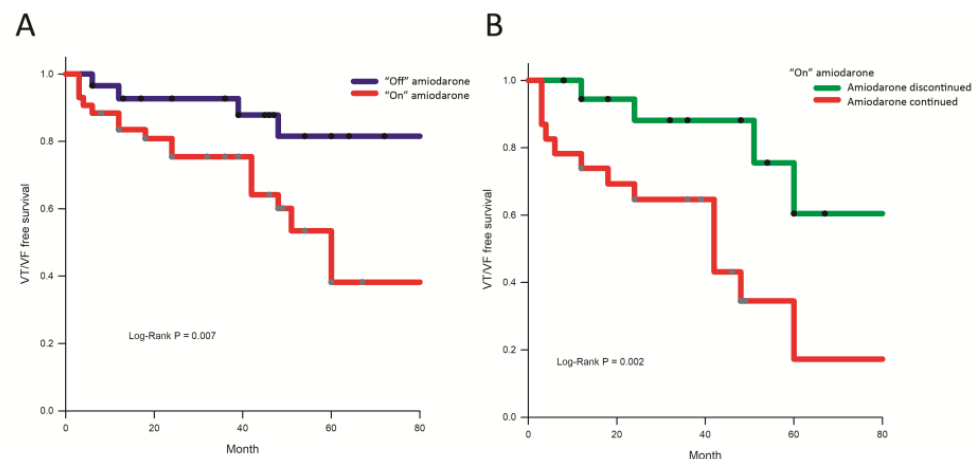 A
1.0
0.8
0.6
0.4
0.2
0.0
VT/VF free survival
"Off" amiodarone
"On" amiodarone
Log-Rank P = 0.007
0 20 40 60 80
Month
B
1.0
0.8
0.6
0.4
0.2
0.0
VT/VF free survival
"On" amiodarone
Amiodarone discontinued
Amiodarone continued
Log-Rank P = 0.002
0 20 40 60 80
Month